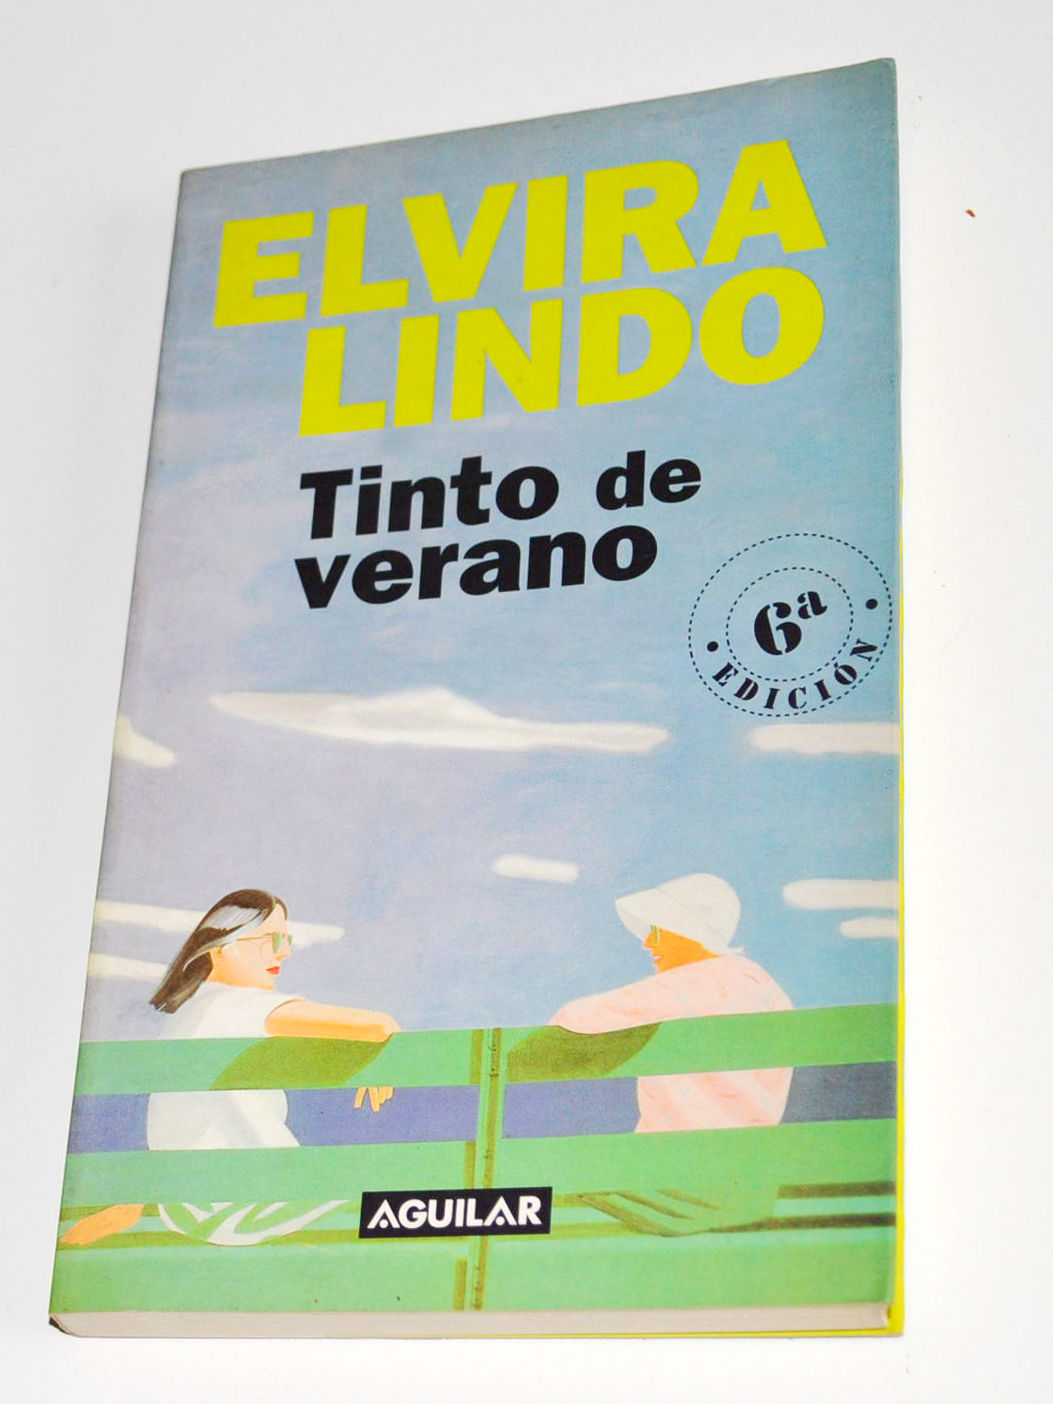 ELVIRA
LINDO
Tinto de
verano
6ª
• EDICIÓN •
AGUILAR